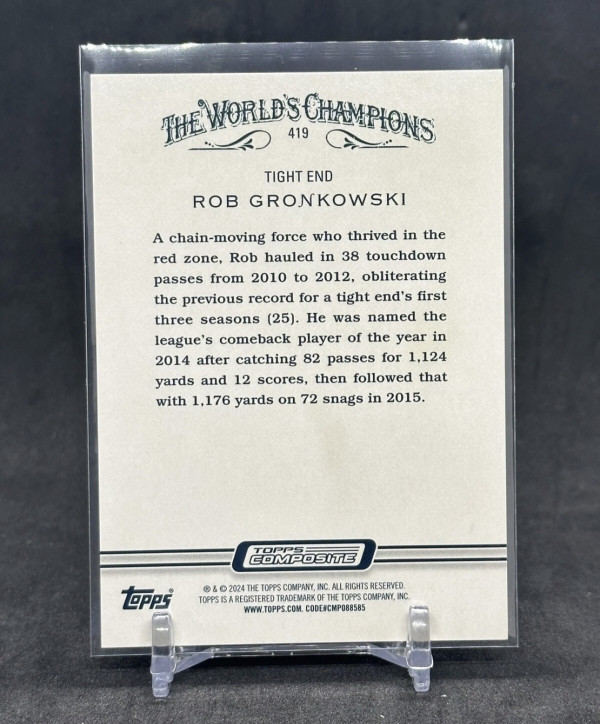 THE WORLD'S CHAMPIONS
419
TIGHT END
ROB GRONKOWSKI
A chain-moving force who thrived in the
red zone, Rob hauled in 38 touchdown
passes from 2010 to 2012, obliterating
the previous record for a tight end's first
three seasons (25). He was named the
league's comeback player of the year in
2014 after catching 82 passes for 1,124
yards and 12 scores, then followed that
with 1,176 yards on 72 snags in 2015.
TOPPS
COMPOSITE
topps
® & © 2024 THE TOPPS COMPANY, INC. ALL RIGHTS RESERVED.
TOPPS IS A REGISTERED TRADEMARK OF THE TOPPS COMPANY, INC.
WWW.TOPPS.COM. CODE#CMP088585